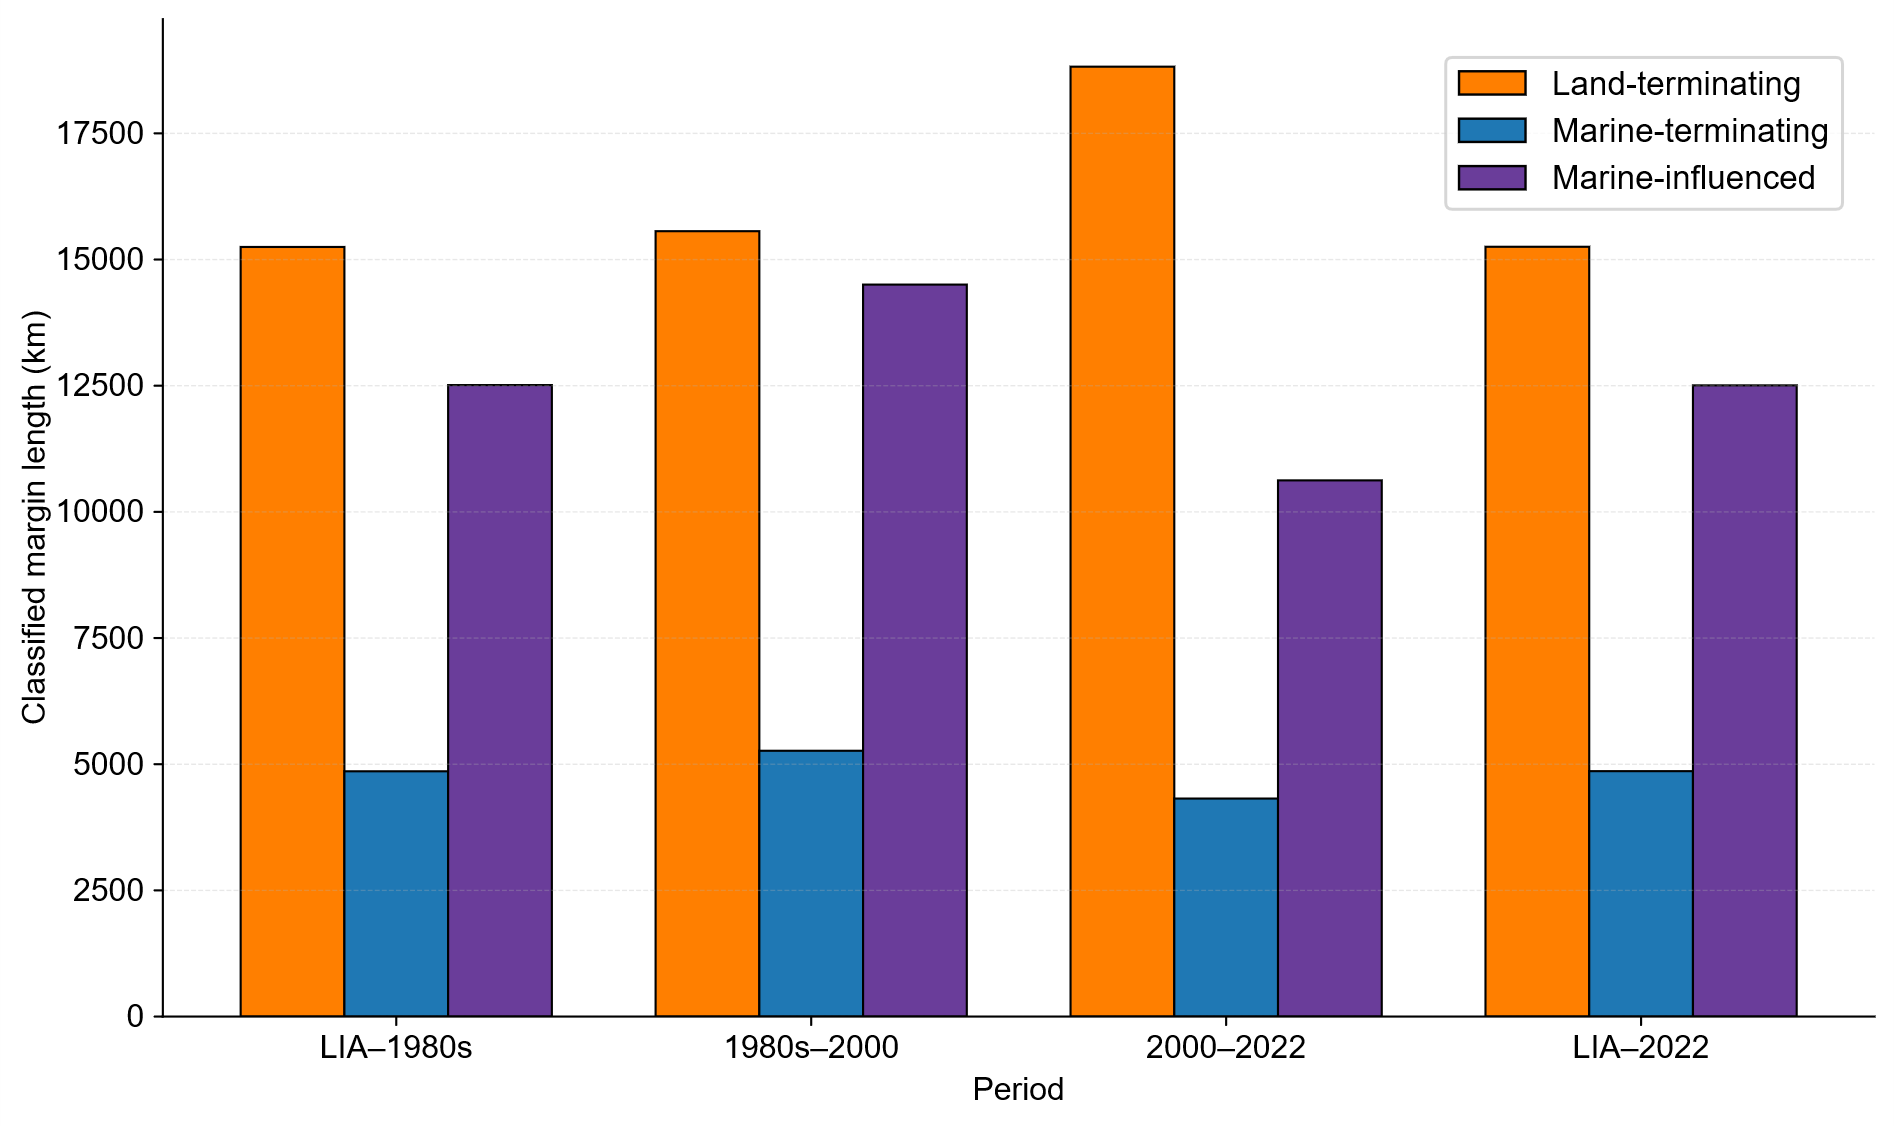 Land-terminating
Marine-terminating
Marine-influenced
Classified margin length (km)
17500
15000
12500
10000
7500
5000
2500
0
LIA–1980s
1980s–2000
2000–2022
LIA–2022
Period